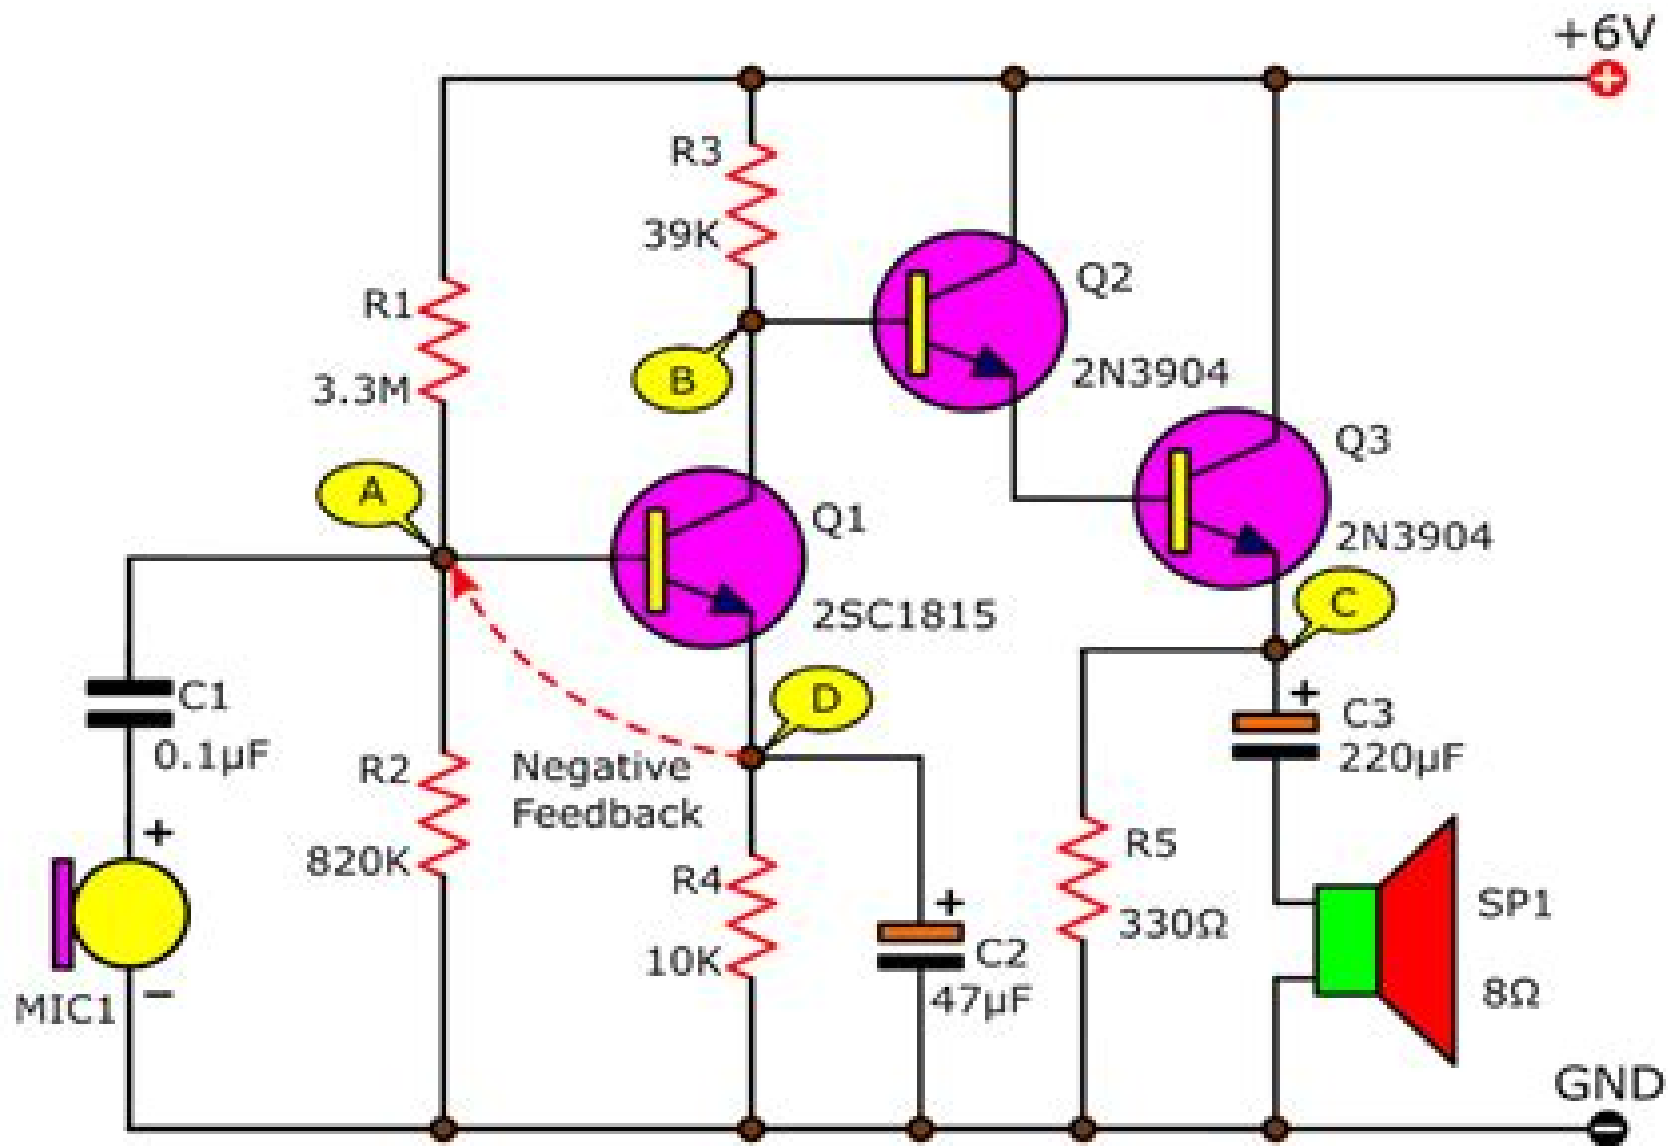 +6V
R3
39K
Q2
2N3904
R1
3.3M
B
Q3
2N3904
A
Q1
2SC1815
C
C1
0.1µF
D
C3
220µF
R2
820K
Negative
Feedback
R4
10K
+
C2
47µF
R5
330Ω
+
SP1
8Ω
+
MIC1
−
GND